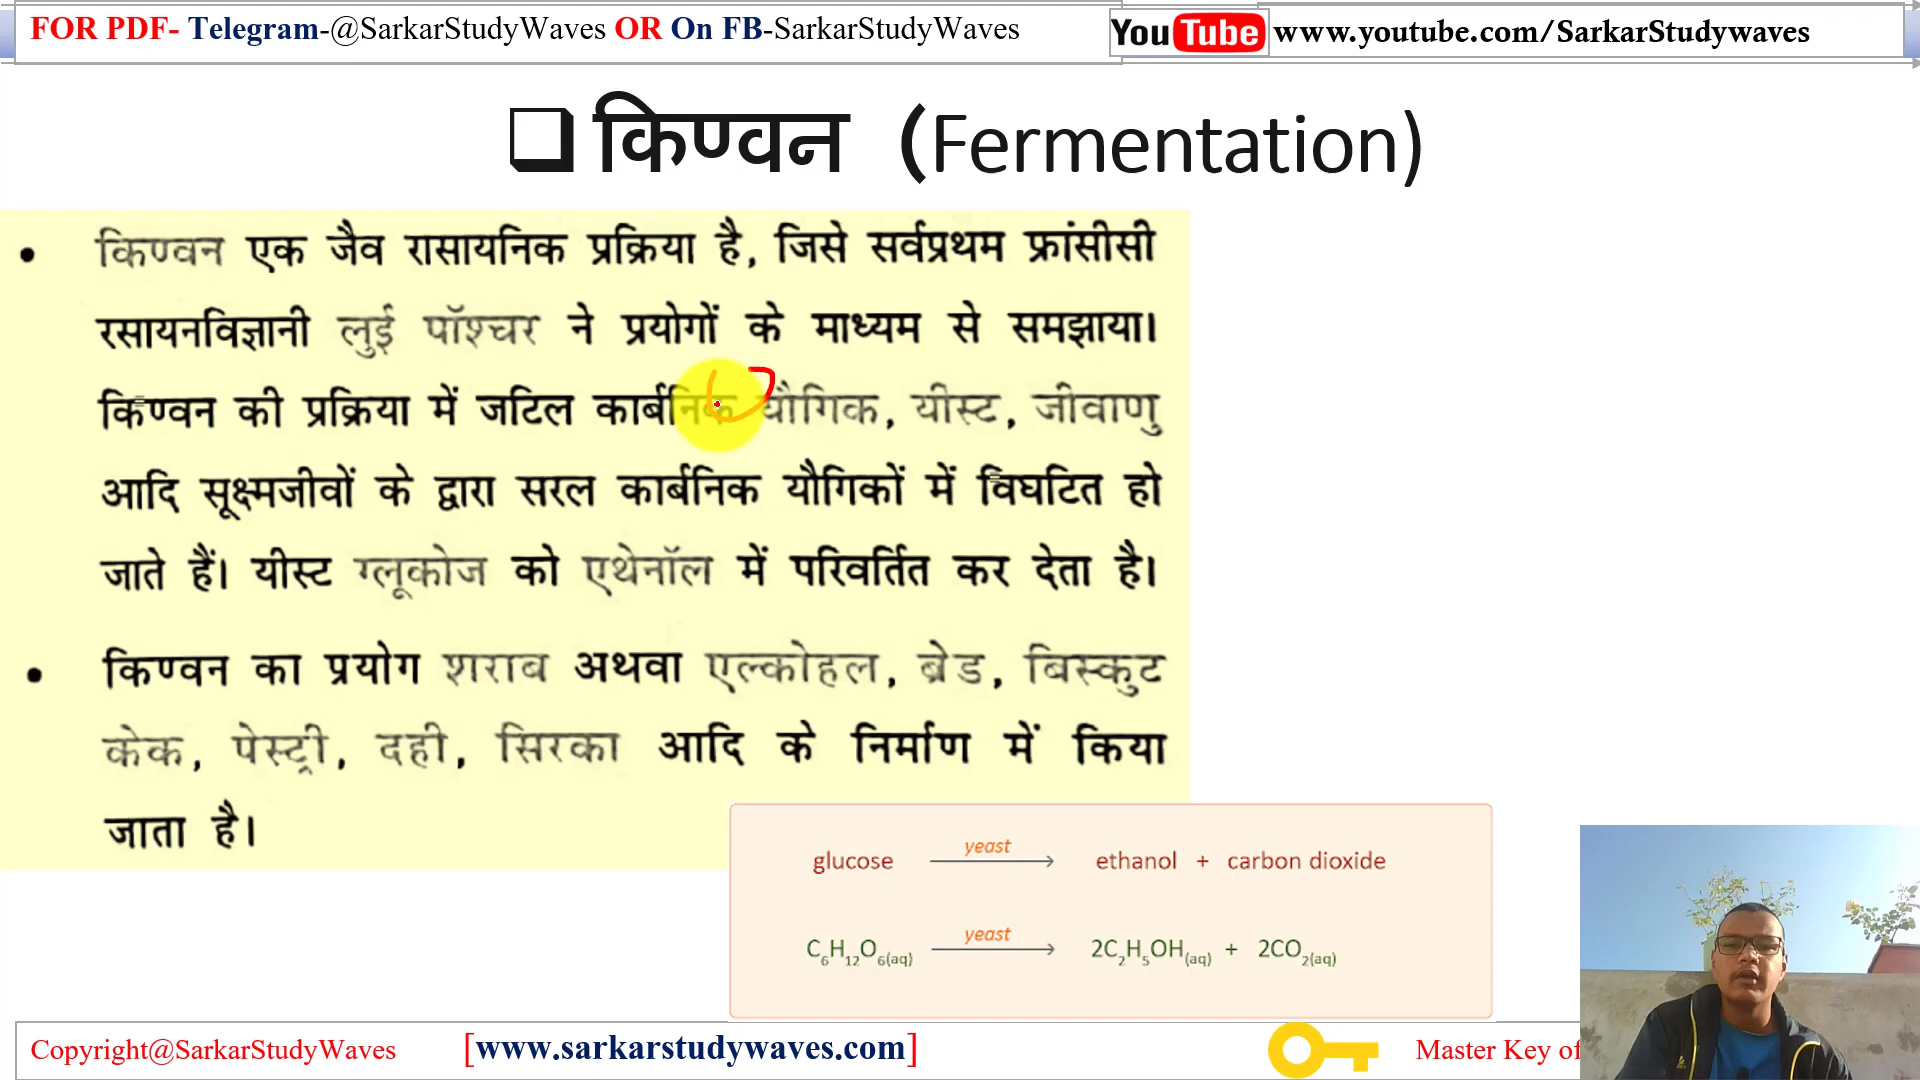 FOR PDF- Telegram-@SarkarStudyWaves OR On FB-SarkarStudyWaves
YouTube www.youtube.com/SarkarStudywaves
❑ किण्वन (Fermentation)
• किण्वन एक जैव रासायनिक प्रक्रिया है, जिसे सर्वप्रथम फ्रांसीसी
रसायनविज्ञानी लुई पॉश्चर ने प्रयोगों के माध्यम से समझाया।
किण्वन की प्रक्रिया में जटिल कार्बनिक यौगिक, यीस्ट, जीवाणु
आदि सूक्ष्मजीवों के द्वारा सरल कार्बनिक यौगिकों में विघटित हो
जाते हैं। यीस्ट ग्लूकोज को एथेनॉल में परिवर्तित कर देता है।
• किण्वन का प्रयोग शराब अथवा एल्कोहल, ब्रेड, बिस्कुट
केक, पेस्ट्री, दही, सिरका आदि के निर्माण में किया
जाता है।
glucose yeast → ethanol + carbon dioxide
C₆H₁₂O₆(aq) yeast → 2C₂H₅OH(aq) + 2CO₂(aq)
Copyright@SarkarStudyWaves [www.sarkarstudywaves.com] Master Key of